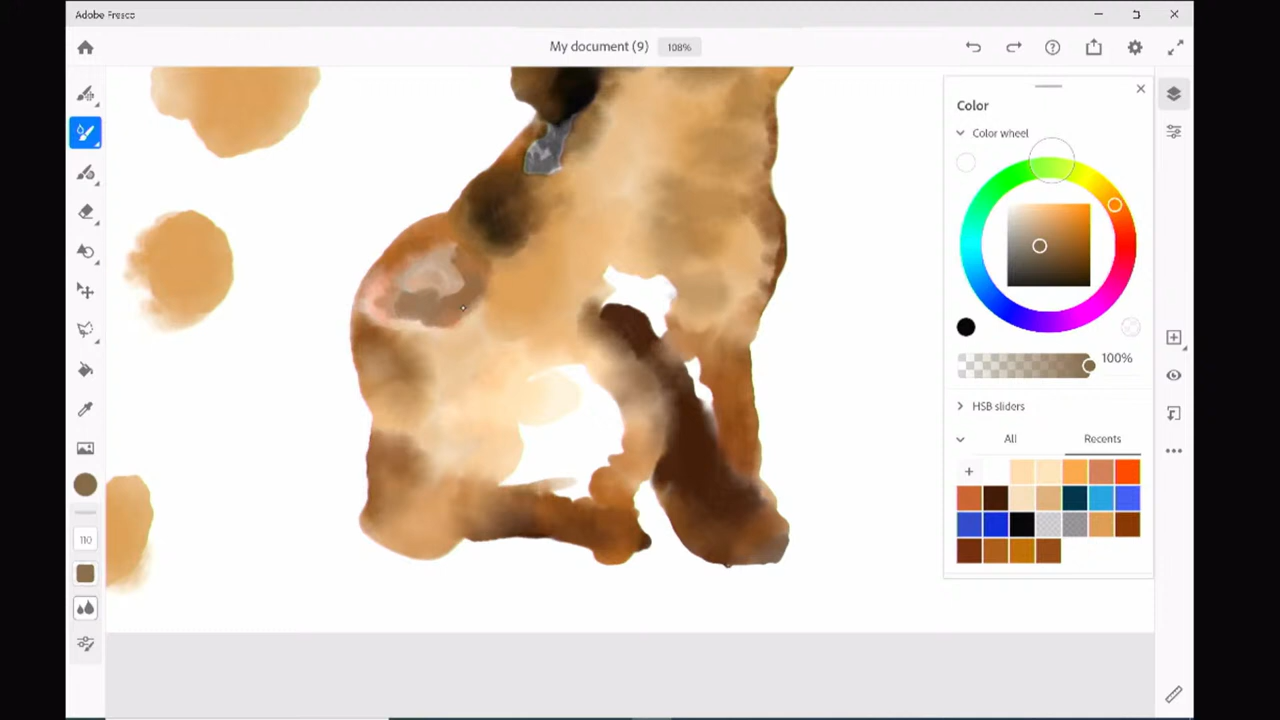 Adobe Fresco
My document (9) 108%
Color
Color wheel
100%
HSB sliders
All Recents
+
110